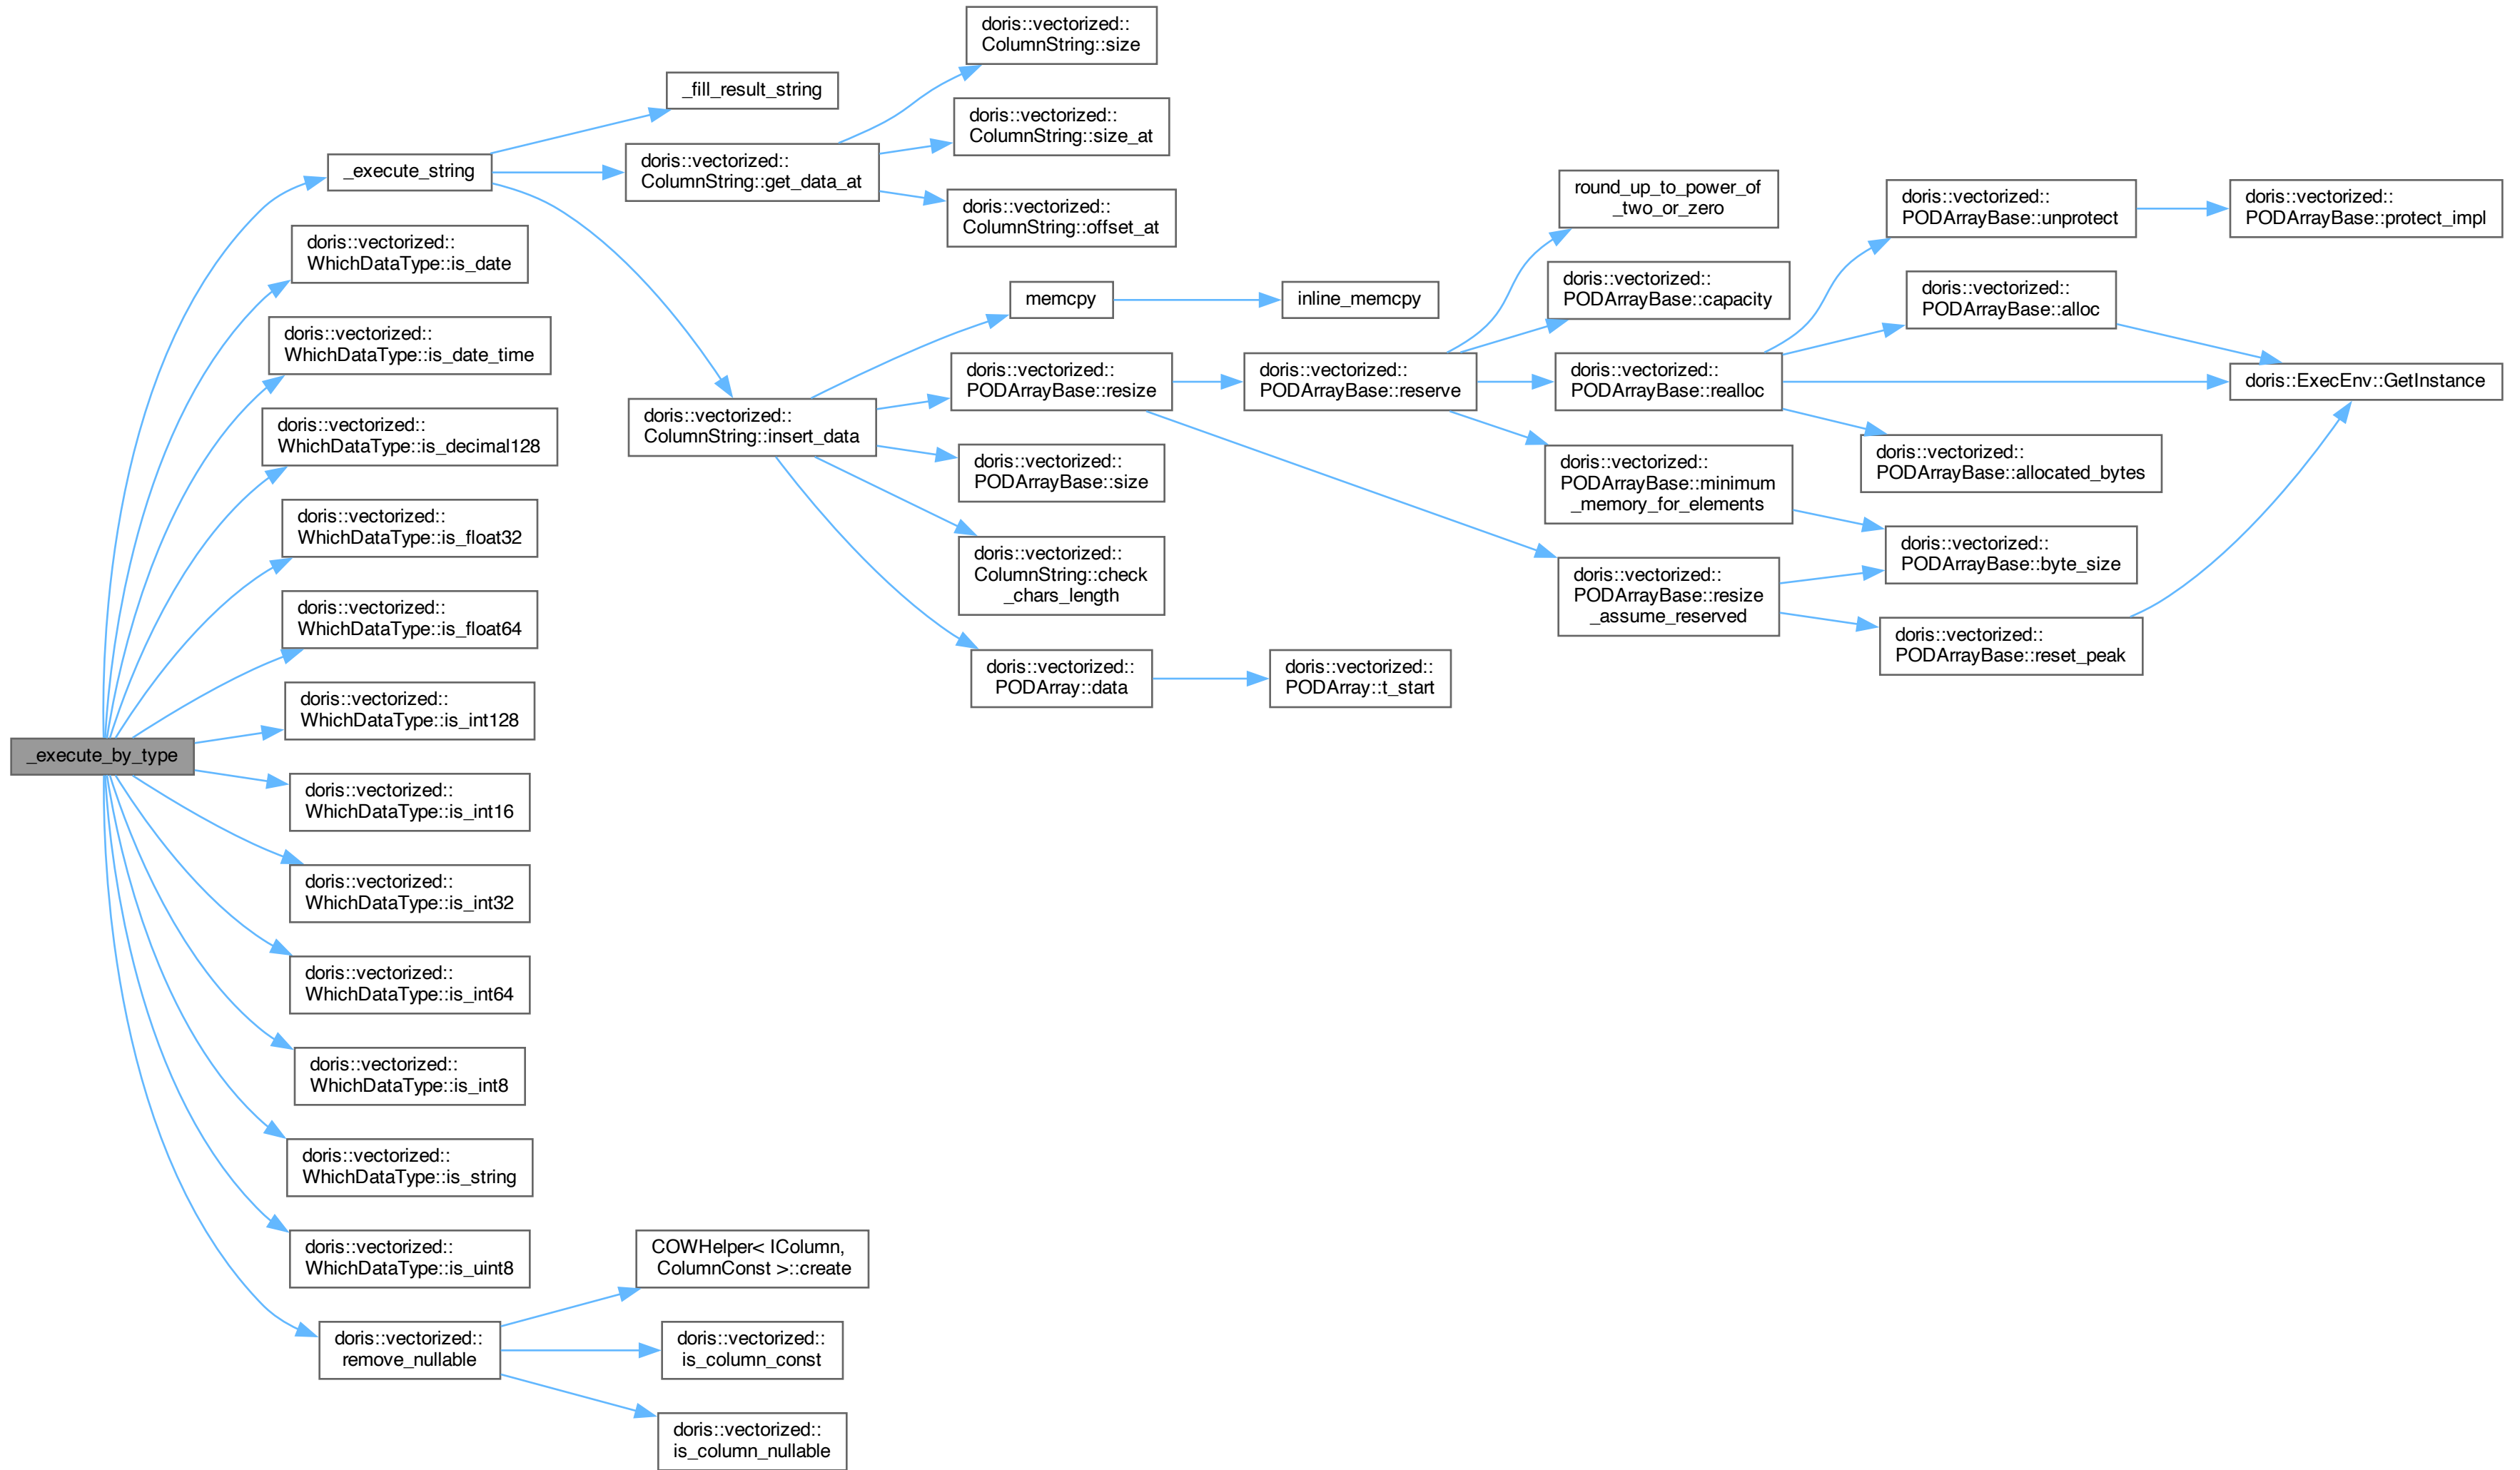 _execute_by_type
_execute_string
doris::vectorized::
WhichDataType::is_date
doris::vectorized::
WhichDataType::is_date_time
doris::vectorized::
WhichDataType::is_decimal128
doris::vectorized::
WhichDataType::is_float32
doris::vectorized::
WhichDataType::is_float64
doris::vectorized::
WhichDataType::is_int128
doris::vectorized::
WhichDataType::is_int16
doris::vectorized::
WhichDataType::is_int32
doris::vectorized::
WhichDataType::is_int64
doris::vectorized::
WhichDataType::is_int8
doris::vectorized::
WhichDataType::is_string
doris::vectorized::
WhichDataType::is_uint8
doris::vectorized::
remove_nullable
_fill_result_string
doris::vectorized::
ColumnString::get_data_at
doris::vectorized::
ColumnString::insert_data
COWHelper< IColumn,
ColumnConst >::create
doris::vectorized::
is_column_const
doris::vectorized::
is_column_nullable
doris::vectorized::
ColumnString::size
doris::vectorized::
ColumnString::size_at
doris::vectorized::
ColumnString::offset_at
memcpy
doris::vectorized::
PODArrayBase::resize
doris::vectorized::
PODArrayBase::size
doris::vectorized::
ColumnString::check
_chars_length
doris::vectorized::
PODArray::data
inline_memcpy
doris::vectorized::
PODArrayBase::reserve
doris::vectorized::
PODArray::t_start
round_up_to_power_of
_two_or_zero
doris::vectorized::
PODArrayBase::capacity
doris::vectorized::
PODArrayBase::realloc
doris::vectorized::
PODArrayBase::minimum
_memory_for_elements
doris::vectorized::
PODArrayBase::resize
_assume_reserved
doris::vectorized::
PODArrayBase::unprotect
doris::vectorized::
PODArrayBase::alloc
doris::vectorized::
PODArrayBase::allocated_bytes
doris::vectorized::
PODArrayBase::byte_size
doris::vectorized::
PODArrayBase::reset_peak
doris::vectorized::
PODArrayBase::protect_impl
doris::ExecEnv::GetInstance